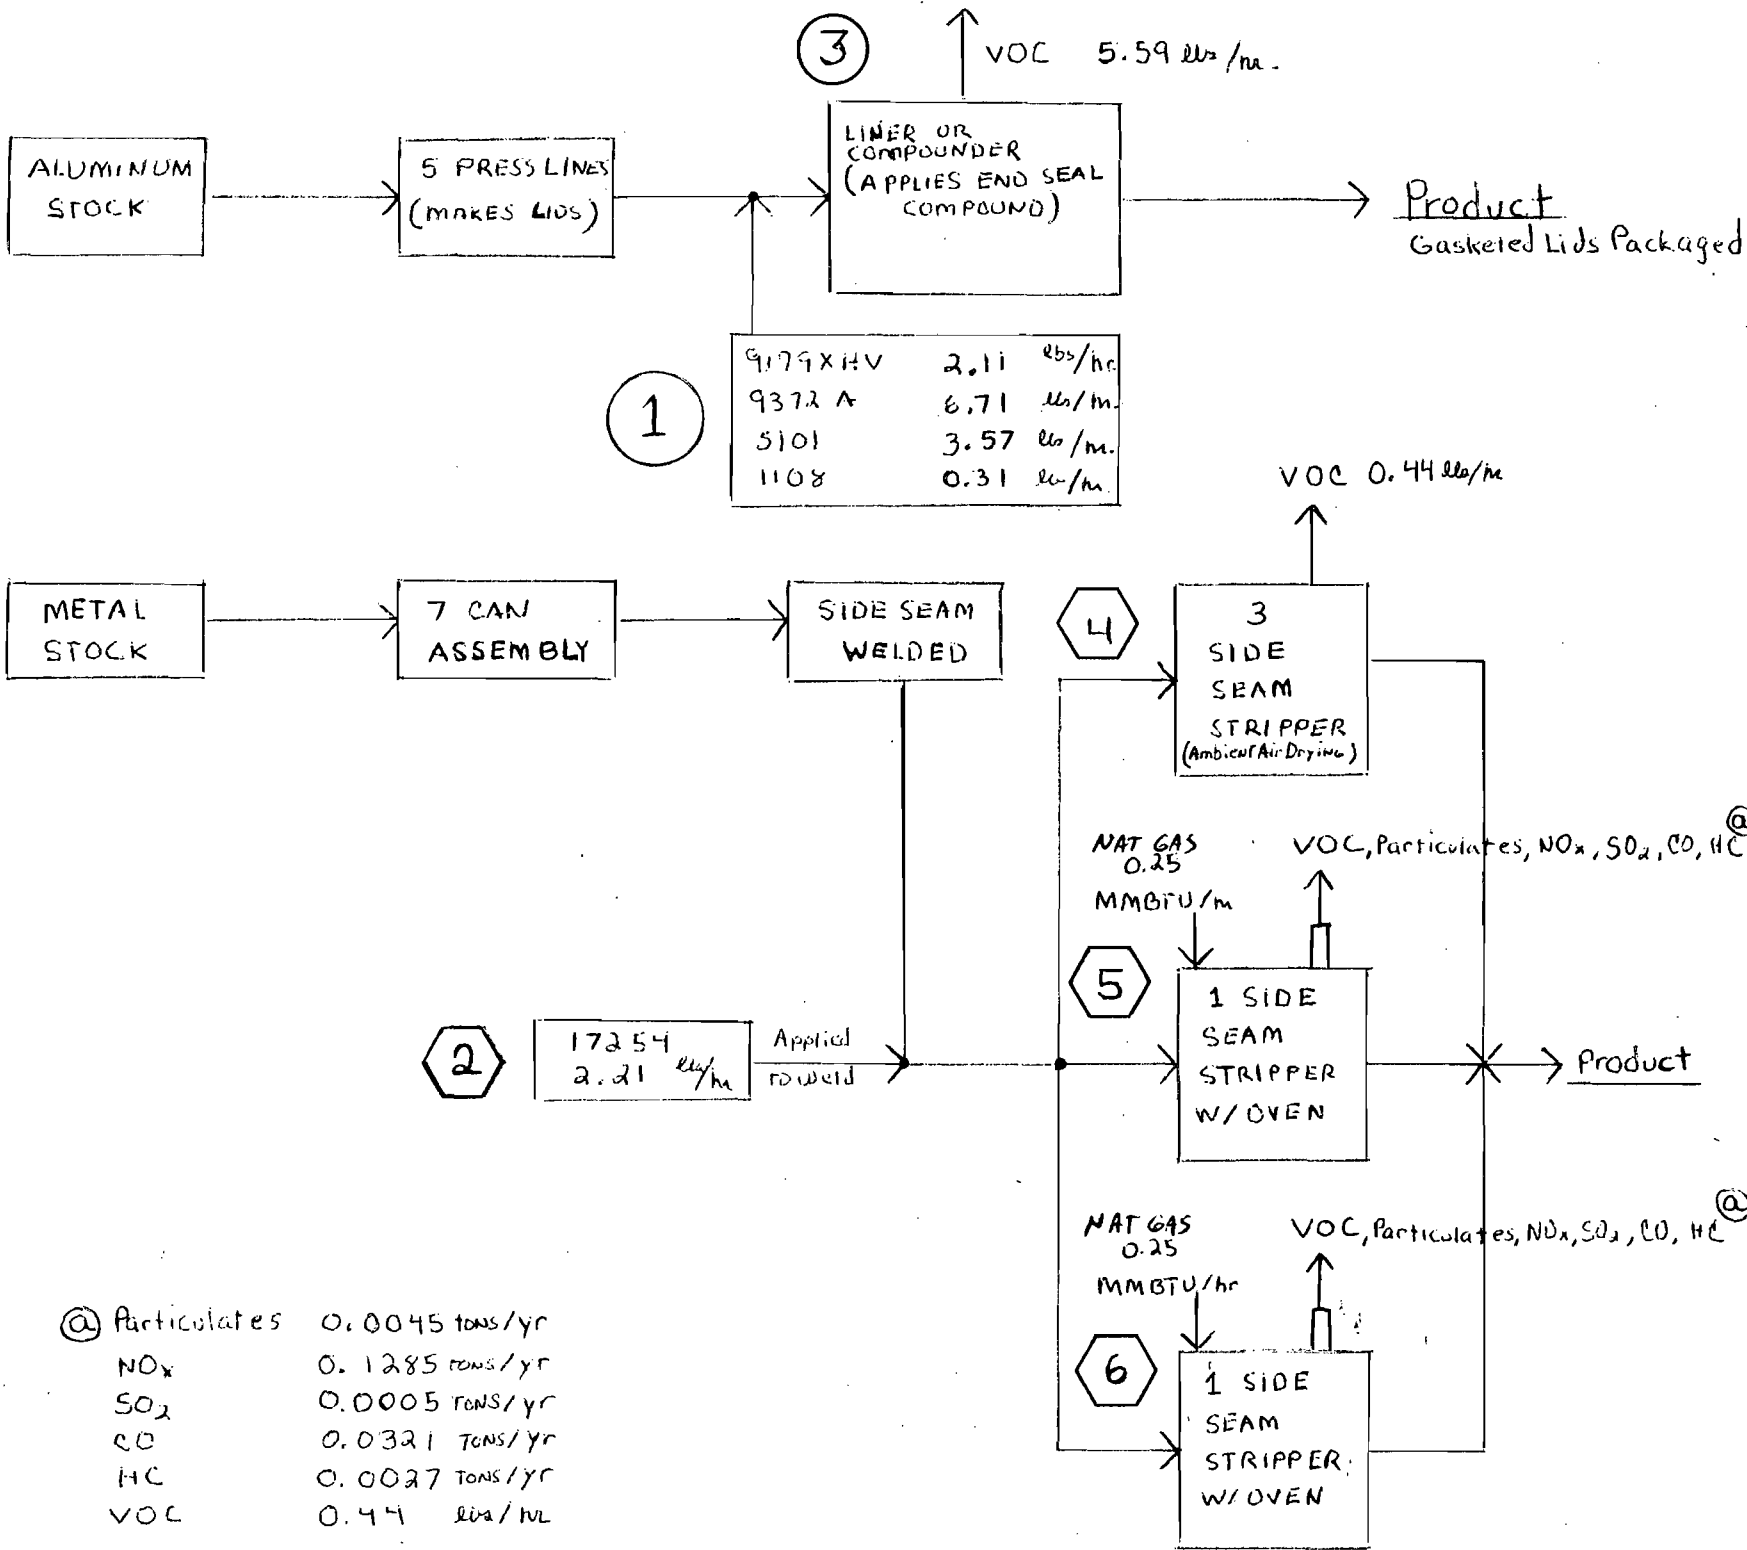 3
VOC 5.59 lbs/hr.
ALUMINUM
STOCK
5 PRESS LINES
(MAKES LIDS)
LINER OR
COMPOUNDER
(APPLIES END SEAL
COMPOUND)
Product
Gasketed Lids Packaged
1
9179XHV 2.11 lbs/hr
9372 A 6.71 lbs/hr.
5101 3.57 lbs/hr.
1108 0.31 lbs/hr.
VOC 0.44 lbs/hr
METAL
STOCK
7 CAN
ASSEMBLY
SIDE SEAM
WELDED
4
3
SIDE
SEAM
STRIPPER
(Ambient Air Drying)
NAT GAS
0.25
MMBTU/hr
VOC, Particulates, NOx, SO2, CO, HC @
5
1 SIDE
SEAM
STRIPPER
W/OVEN
2
17254
2.21 lbs/hr
Applied
to weld
Product
NAT GAS
0.25
MMBTU/hr
VOC, Particulates, NOx, SO2, CO, HC @
6
1 SIDE
SEAM
STRIPPER
W/OVEN
@ Particulates 0.0045 TONS/yr
NOx 0.1285 TONS/yr
SO2 0.0005 TONS/yr
CO 0.0321 TONS/yr
HC 0.0027 TONS/yr
VOC 0.44 lbs/hr